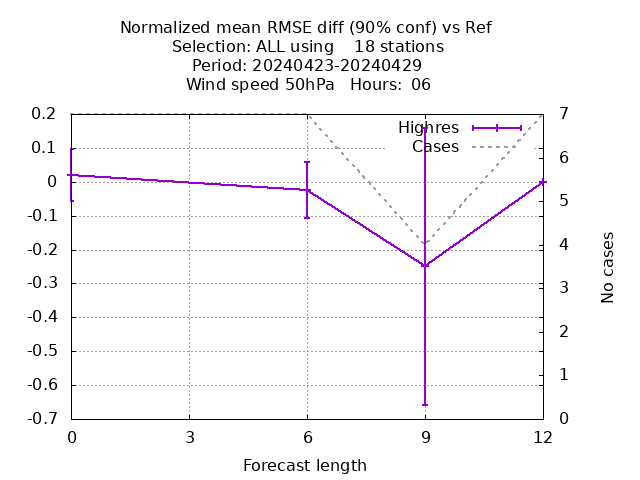 Normalized mean RMSE diff (90% conf) vs Ref
Selection: ALL using    18 stations
Period: 20240423-20240429
Wind speed 50hPa   Hours:  06
Highres
Cases
0.2
0.1
0
-0.1
-0.2
-0.3
-0.4
-0.5
-0.6
-0.7
7
6
5
4
3
2
1
0
No cases
0 3 6 9 12
Forecast length